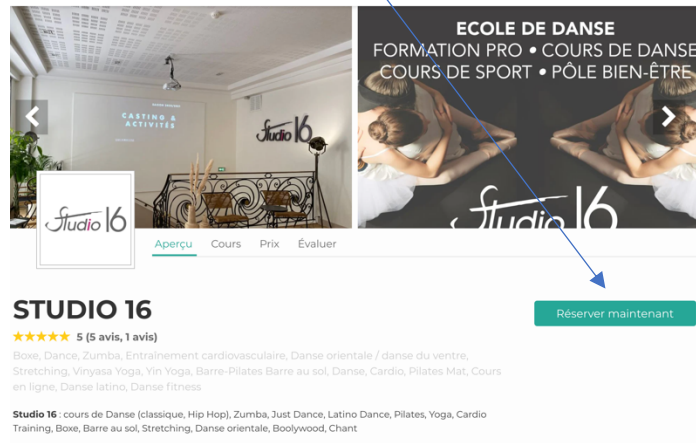 CASTING &
ACTIVITÉS
Studio 16
ECOLE DE DANSE
FORMATION PRO • COURS DE DANSE
COURS DE SPORT • PÔLE BIEN-ÊTRE
Studio 16
Studio 16
Aperçu Cours Prix Évaluer
STUDIO 16
Réserver maintenant
5 (5 avis, 1 avis)
Boxe, Dance, Zumba, Entraînement cardiovasculaire, Danse orientale / danse du ventre,
Stretching, Vinyasa Yoga, Yin Yoga, Barre-Pilates Barre au sol, Danse, Cardio, Pilates Mat, Cours
en ligne, Danse latino, Danse fitness
Studio 16 : cours de Danse (classique, Hip Hop), Zumba, Just Dance, Latino Dance, Pilates, Yoga, Cardio
Training, Boxe, Barre au sol, Stretching, Danse orientale, Boolywood, Chant